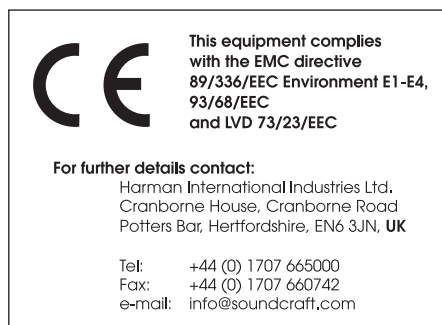 CE
This equipment complies
with the EMC directive
89/336/EEC Environment E1-E4,
93/68/EEC
and LVD 73/23/EEC
For further details contact:
Harman International Industries Ltd.
Cranborne House, Cranborne Road
Potters Bar, Hertfordshire, EN6 3JN, UK
Tel: +44 (0) 1707 665000
Fax: +44 (0) 1707 660742
e-mail: info@soundcraft.com